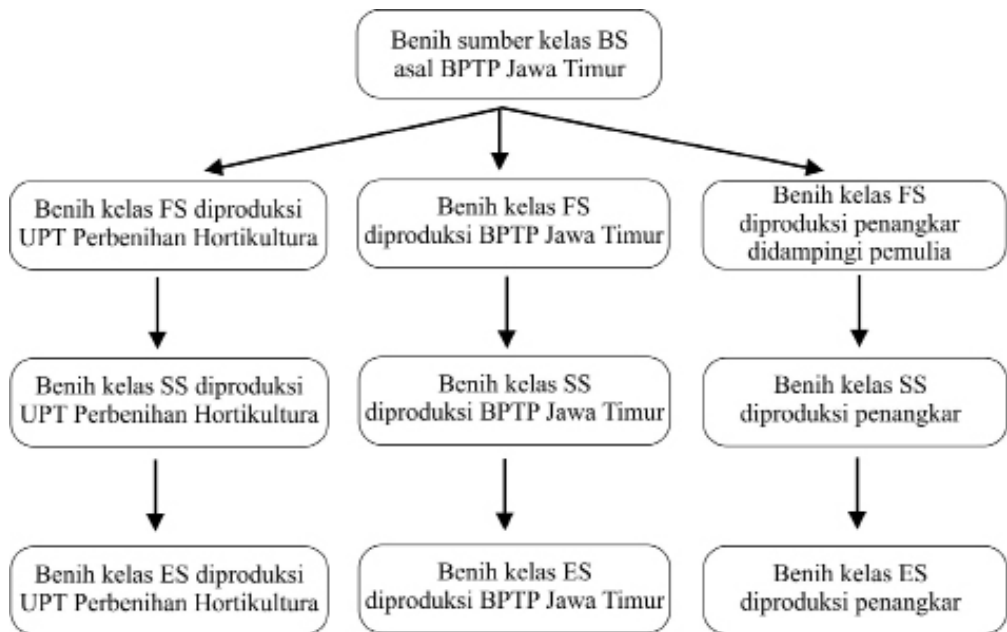 Benih sumber kelas BS
asal BPTP Jawa Timur
Benih kelas FS diproduksi
UPT Perbenihan Hortikultura
Benih kelas FS
diproduksi BPTP Jawa Timur
Benih kelas FS
diproduksi penangkar
didampingi pemulia
Benih kelas SS diproduksi
UPT Perbenihan Hortikultura
Benih kelas SS
diproduksi BPTP Jawa Timur
Benih kelas SS
diproduksi penangkar
Benih kelas ES diproduksi
UPT Perbenihan Hortikultura
Benih kelas ES
diproduksi BPTP Jawa Timur
Benih kelas ES
diproduksi penangkar